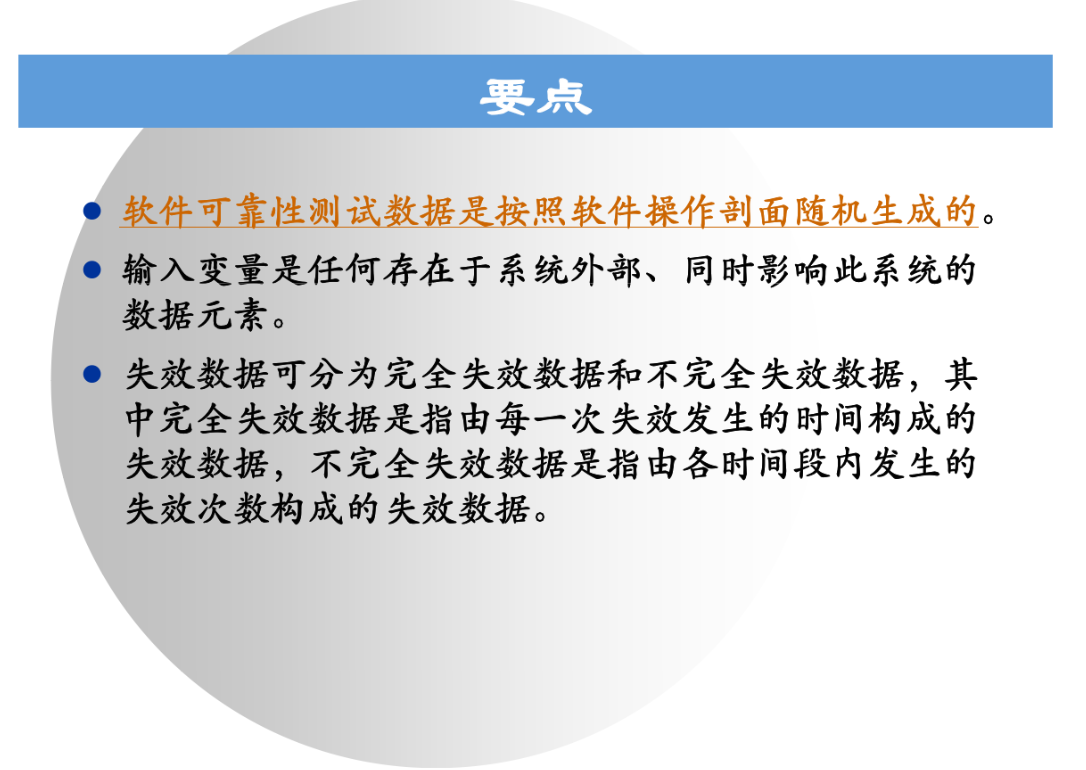 要点
软件可靠性测试数据是按照软件操作剖面随机生成的。
输入变量是任何存在于系统外部、同时影响此系统的
数据元素。
失效数据可分为完全失效数据和不完全失效数据，其
中完全失效数据是指由每一次失效发生的时间构成的
失效数据，不完全失效数据是指由各时间段内发生的
失效次数构成的失效数据。